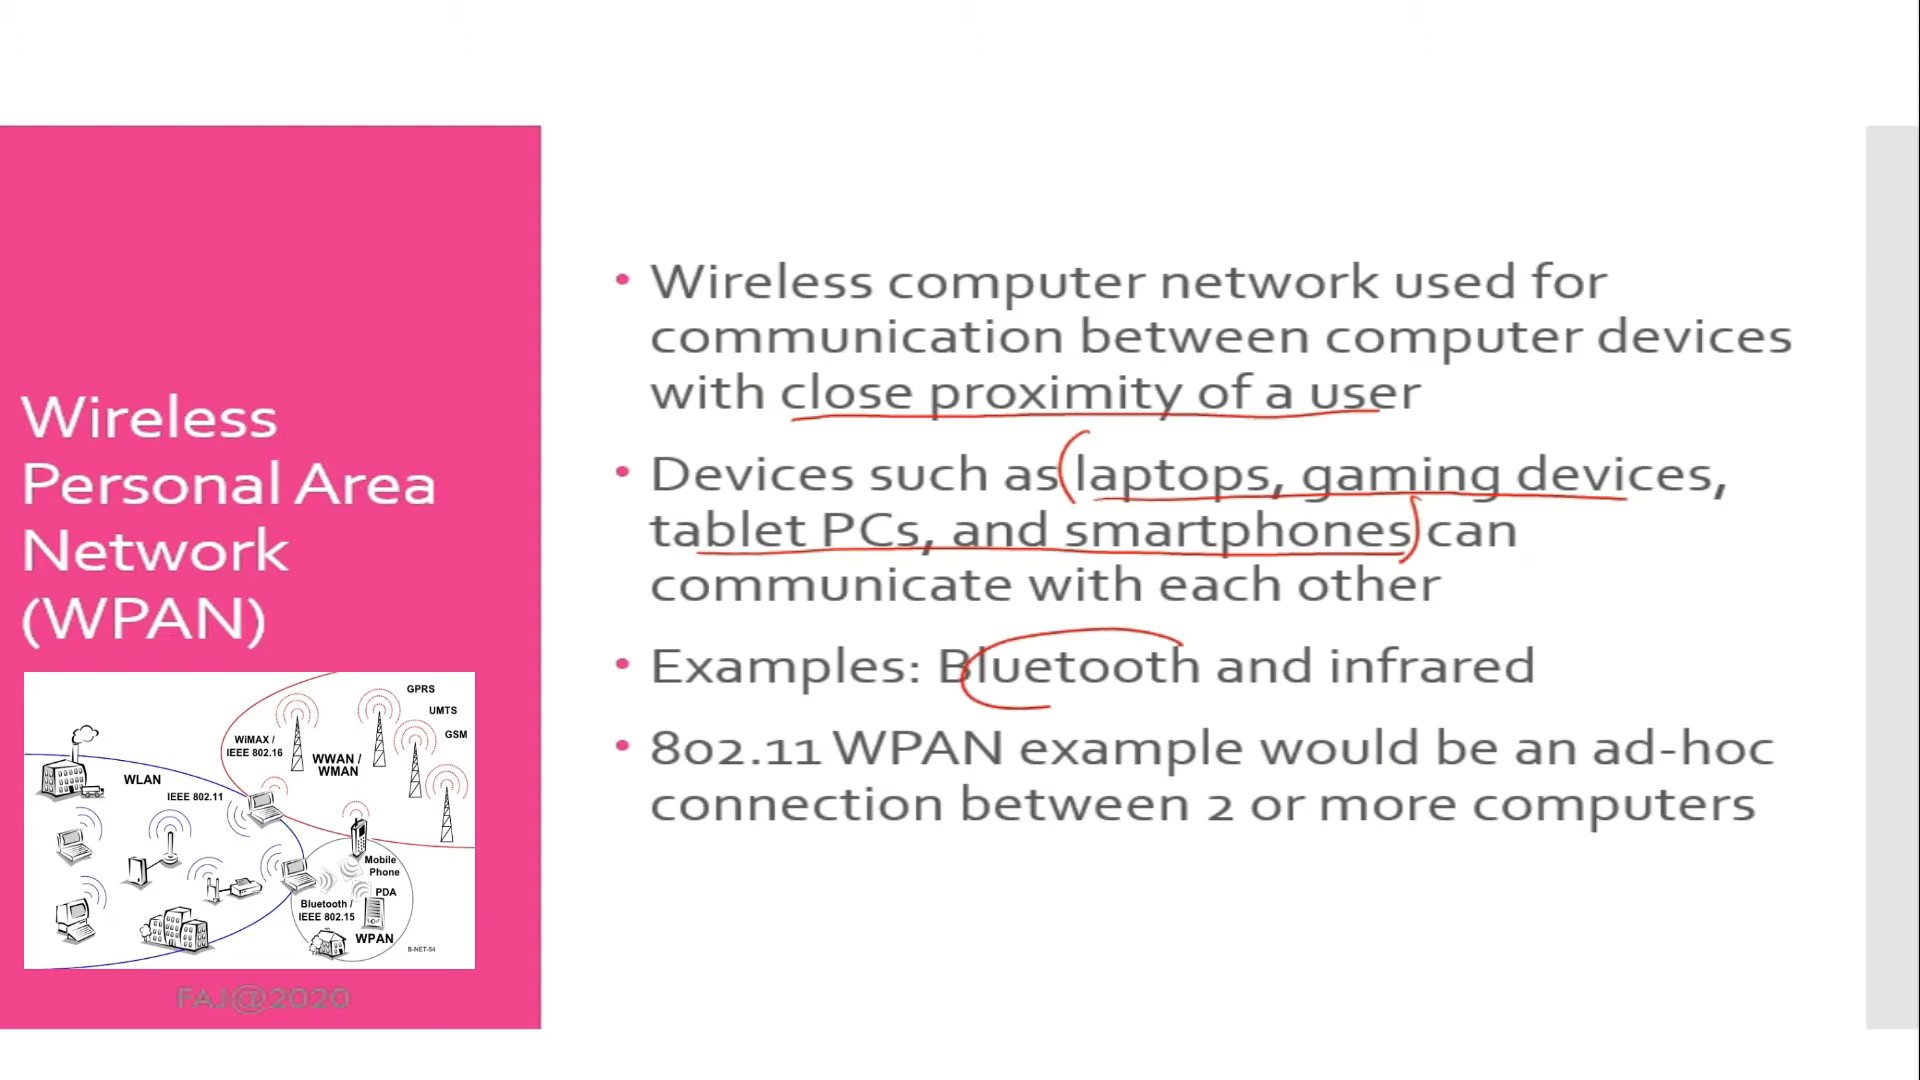 Wireless
Personal Area
Network
(WPAN)
GPRS
UMTS
GSM
WiMAX /
IEEE 802.16
WWAN /
WMAN
WLAN
IEEE 802.11
Mobile
Phone
PDA
Bluetooth /
IEEE 802.15
WPAN
B-NET-54
FAJ@2020
• Wireless computer network used for
communication between computer devices
with close proximity of a user
• Devices such as laptops, gaming devices,
tablet PCs, and smartphones can
communicate with each other
• Examples: Bluetooth and infrared
• 802.11 WPAN example would be an ad-hoc
connection between 2 or more computers